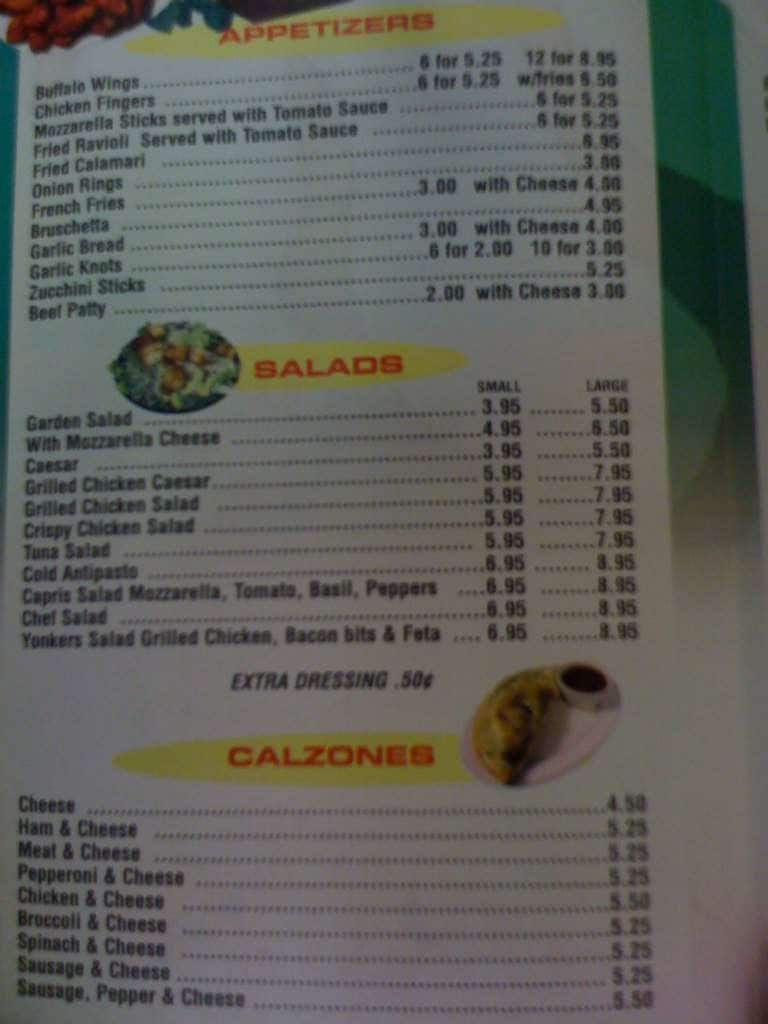 APPETIZERS
Buffalo Wings 6 for 5.25 12 for 8.95
Chicken Fingers 6 for 5.25 w/fries 6.50
Mozzarella Sticks served with Tomato Sauce 6 for 5.25
Fried Ravioli Served with Tomato Sauce 6 for 5.25
Fried Calamari 6.95
Onion Rings 3.00
French Fries 3.00 with Cheese 4.00
Bruschetta 4.95
Garlic Bread 3.00 with Cheese 4.00
Garlic Knots 6 for 2.00 10 for 3.00
Zucchini Sticks 5.25
Beef Patty 2.00 with Cheese 3.00
SALADS
SMALL LARGE
Garden Salad 3.95 5.50
With Mozzarella Cheese 4.95 6.50
Caesar 3.95 5.50
Grilled Chicken Caesar 5.95 7.95
Grilled Chicken Salad 5.95 7.95
Crispy Chicken Salad 5.95 7.95
Tuna Salad 5.95 7.95
Cold Antipasto 6.95 8.95
Capris Salad Mozzarella, Tomato, Basil, Peppers 6.95 8.95
Chef Salad 6.95 8.95
Yonkers Salad Grilled Chicken, Bacon bits & Feta 6.95 8.95
EXTRA DRESSING .50¢
CALZONES
Cheese 4.50
Ham & Cheese 5.25
Meat & Cheese 5.25
Pepperoni & Cheese 5.25
Chicken & Cheese 5.50
Broccoli & Cheese 5.25
Spinach & Cheese 5.25
Sausage & Cheese 5.25
Sausage, Pepper & Cheese 5.50